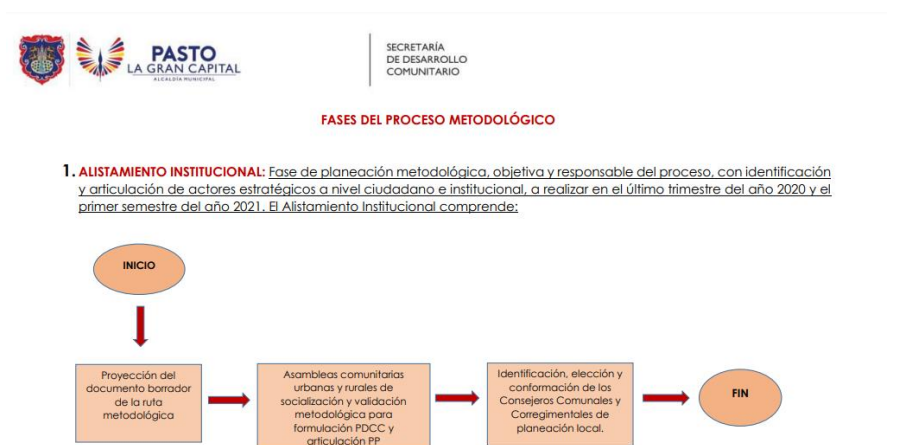 PASTO
LA GRAN CAPITAL
ALCALDÍA MUNICIPAL
SECRETARÍA
DE DESARROLLO
COMUNITARIO
FASES DEL PROCESO METODOLÓGICO
1. ALISTAMIENTO INSTITUCIONAL: Fase de planeación metodológica, objetiva y responsable del proceso, con identificación
y articulación de actores estratégicos a nivel ciudadano e institucional, a realizar en el último trimestre del año 2020 y el
primer semestre del año 2021. El Alistamiento Institucional comprende:
INICIO
Proyección del
documento borrador
de la ruta
metodológica
Asambleas comunitarias
urbanas y rurales de
socialización y validación
metodológica para
formulación PDCC y
articulación PP
Identificación, elección y
conformación de los
Consejeros Comunales y
Corregimentales de
planeación local.
FIN